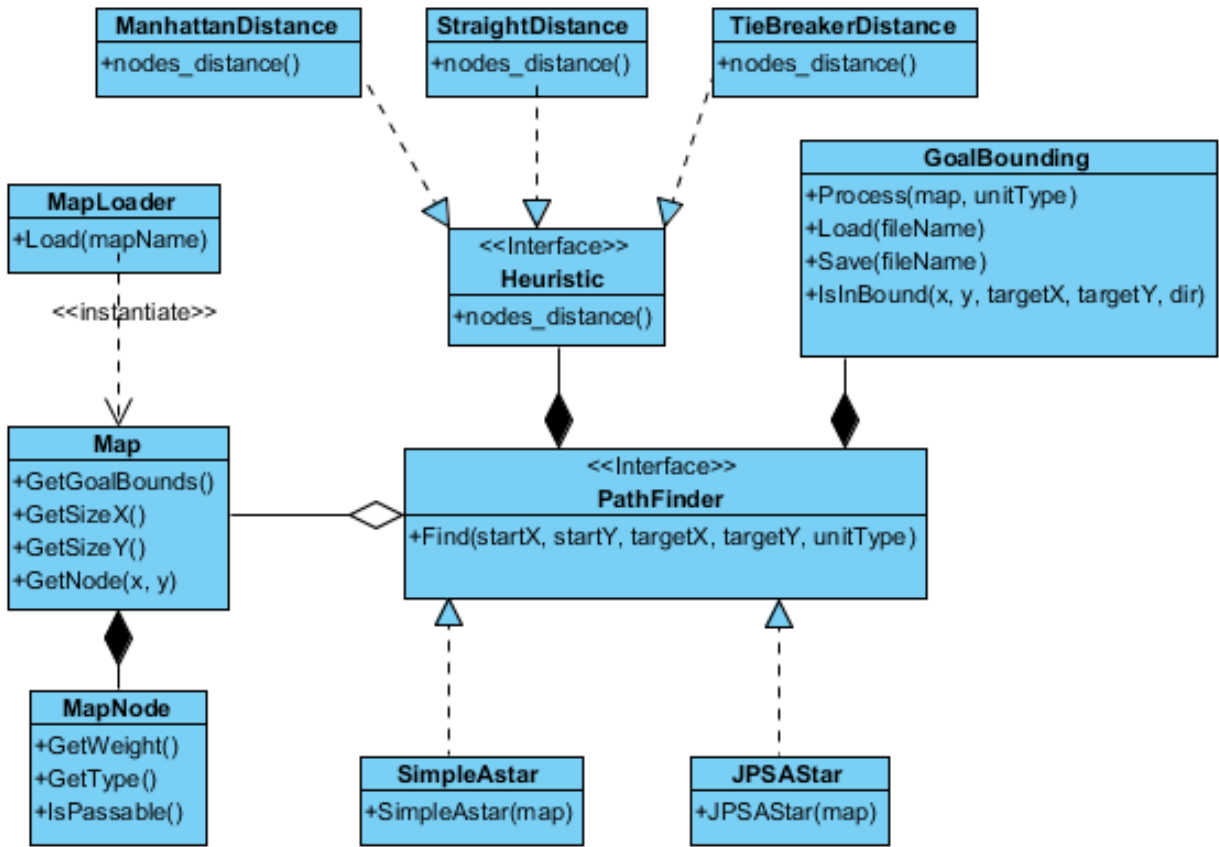 ManhattanDistance
+nodes_distance()
StraightDistance
+nodes_distance()
TieBreakerDistance
+nodes_distance()
GoalBounding
+Process(map, unitType)
+Load(fileName)
+Save(fileName)
+IsInBound(x, y, targetX, targetY, dir)
MapLoader
+Load(mapName)
<<instantiate>>
<<Interface>>
Heuristic
+nodes_distance()
Map
+GetGoalBounds()
+GetSizeX()
+GetSizeY()
+GetNode(x, y)
<<Interface>>
PathFinder
+Find(startX, startY, targetX, targetY, unitType)
MapNode
+GetWeight()
+GetType()
+IsPassable()
SimpleAstar
+SimpleAstar(map)
JPSAStar
+JPSAStar(map)